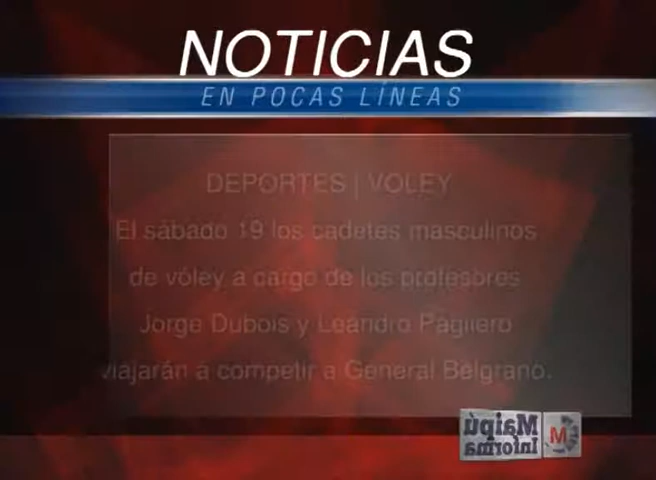 NOTICIAS
EN POCAS LÍNEAS
DEPORTES | VOLEY
El sábado 19 los cadetes masculinos
de vóley a cargo de los profesores
Jorge Dubois y Leandro Pagliero
viajarán a competir a General Belgrano.
Maipú
Informa
M